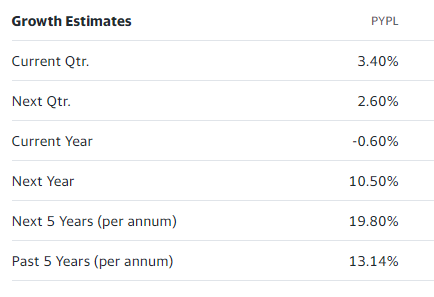 Growth Estimates PYPL
Current Qtr. 3.40%
Next Qtr. 2.60%
Current Year -0.60%
Next Year 10.50%
Next 5 Years (per annum) 19.80%
Past 5 Years (per annum) 13.14%